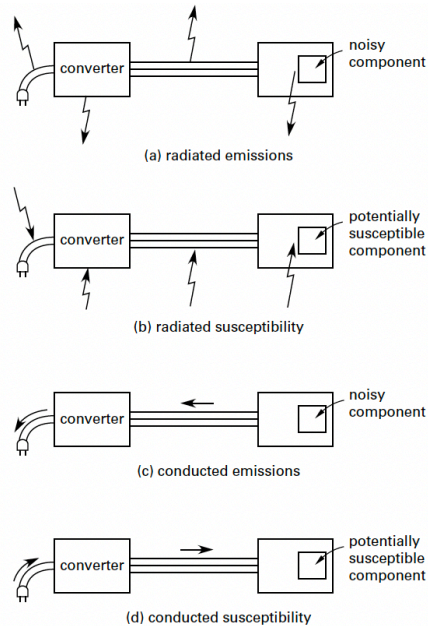 converter
noisy
component
(a) radiated emissions
converter
potentially
susceptible
component
(b) radiated susceptibility
converter
noisy
component
(c) conducted emissions
converter
potentially
susceptible
component
(d) conducted susceptibility